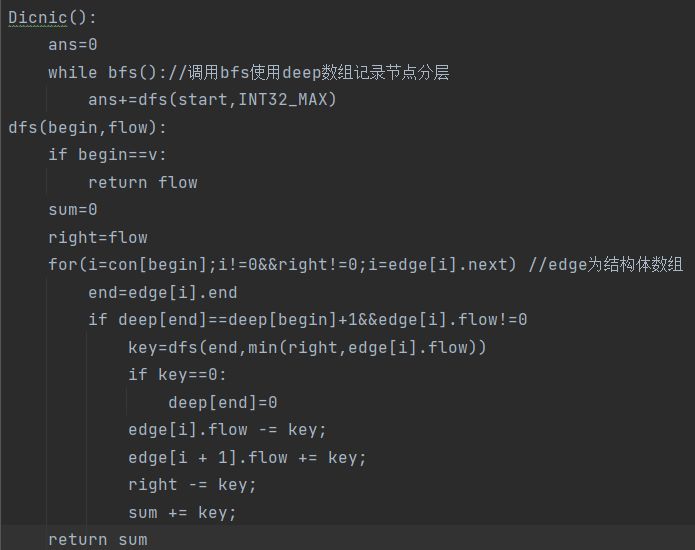 Dicnic():
    ans=0
    while bfs()://调用bfs使用deep数组记录节点分层
        ans+=dfs(start,INT32_MAX)
dfs(begin,flow):
    if begin==v:
        return flow
    sum=0
    right=flow
    for(i=con[begin];i!=0&&right!=0;i=edge[i].next) //edge为结构体数组
        end=edge[i].end
        if deep[end]==deep[begin]+1&&edge[i].flow!=0
            key=dfs(end,min(right,edge[i].flow))
            if key==0:
                deep[end]=0
            edge[i].flow -= key;
            edge[i + 1].flow += key;
            right -= key;
            sum += key;
    return sum